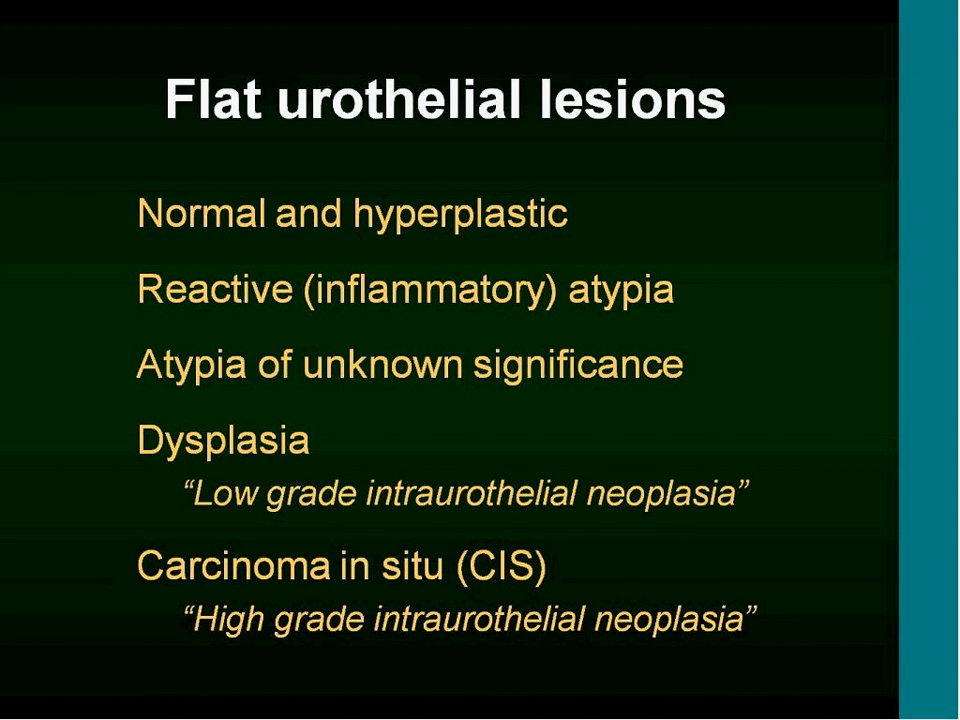 Flat urothelial lesions
Normal and hyperplastic
Reactive (inflammatory) atypia
Atypia of unknown significance
Dysplasia
“Low grade intraurothelial neoplasia”
Carcinoma in situ (CIS)
“High grade intraurothelial neoplasia”